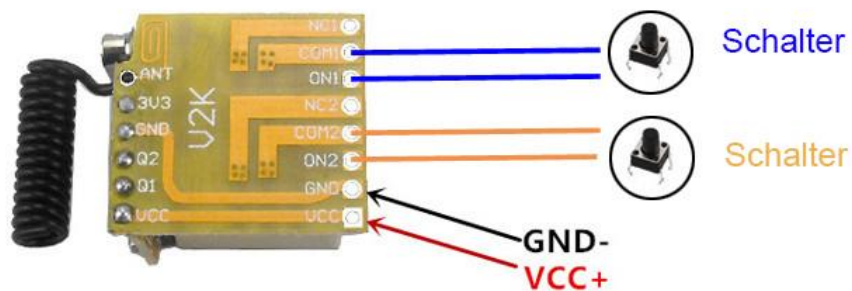 NC1
COM1
ON1
NC2
COM2
ON2
GND
VCC
ANT
3V3
GND
Q2
Q1
VCC
V2K
Schalter
Schalter
GND-
VCC+